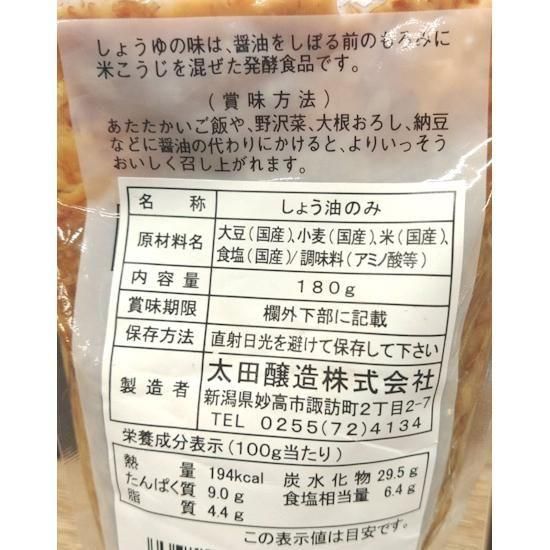 しょうゆの味は、醤油をしぼる前のもろみに
米こうじを混ぜた発酵食品です。
(賞味方法)
あたたかいご飯や、野沢菜、大根おろし、納豆
などに醤油の代わりにかけると、よりいっそう
おいしく召し上がれます。
名称 しょう油のみ
原材料名 大豆(国産)、小麦(国産)、米(国産)、
食塩(国産)/調味料(アミノ酸等)
内容量 180g
賞味期限 欄外下部に記載
保存方法 直射日光を避けて保存して下さい
製造者 太田醸造株式会社
新潟県妙高市諏訪町2丁目2-7
TEL 0255(72)4134
栄養成分表示(100g当たり)
熱量 194kcal 炭水化物 29.5g
たんぱく質 9.0g 食塩相当量 6.4g
脂質 4.4g
この表示値は目安です。